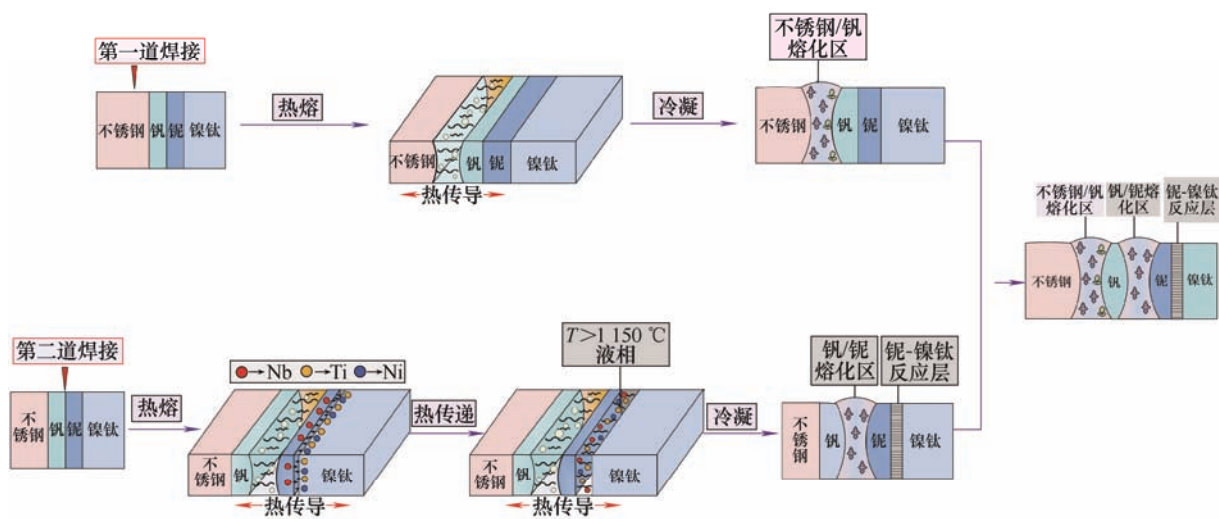 第一道焊接
不锈钢
钒
铌
镍钛
热熔
不锈钢
钒
铌
镍钛
热传导
冷凝
不锈钢/钒
熔化区
不锈钢
钒
铌
镍钛
不锈钢/钒
熔化区
钒/铌熔
化区
铌-镍钛
反应层
不锈钢
钒
铌
镍钛
第二道焊接
不
锈钢
钒
铌
镍钛
热熔
Nb
Ti
Ni
不
锈
钢
钒
镍钛
热传导
热传递
T>1 150 ℃
液相
不
锈
钢
钒
镍钛
热传导
冷凝
钒/铌
熔化区
铌-镍钛
反应层
不
锈
钢
钒
铌
镍钛